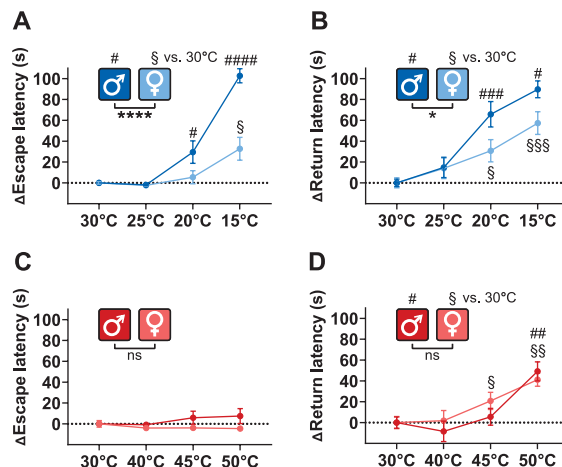 A
ΔEscape latency (s)
100
80
60
40
20
0
# § vs. 30°C
♂ ♀
****
####
#
§
30°C 25°C 20°C 15°C
B
ΔReturn latency (s)
100
80
60
40
20
0
# § vs. 30°C
♂ ♀
*
###
#
§
§§§
30°C 25°C 20°C 15°C
C
ΔEscape latency (s)
100
80
60
40
20
0
♂ ♀
ns
30°C 40°C 45°C 50°C
D
ΔReturn latency (s)
100
80
60
40
20
0
# § vs. 30°C
♂ ♀
ns
##
§§
§
30°C 40°C 45°C 50°C